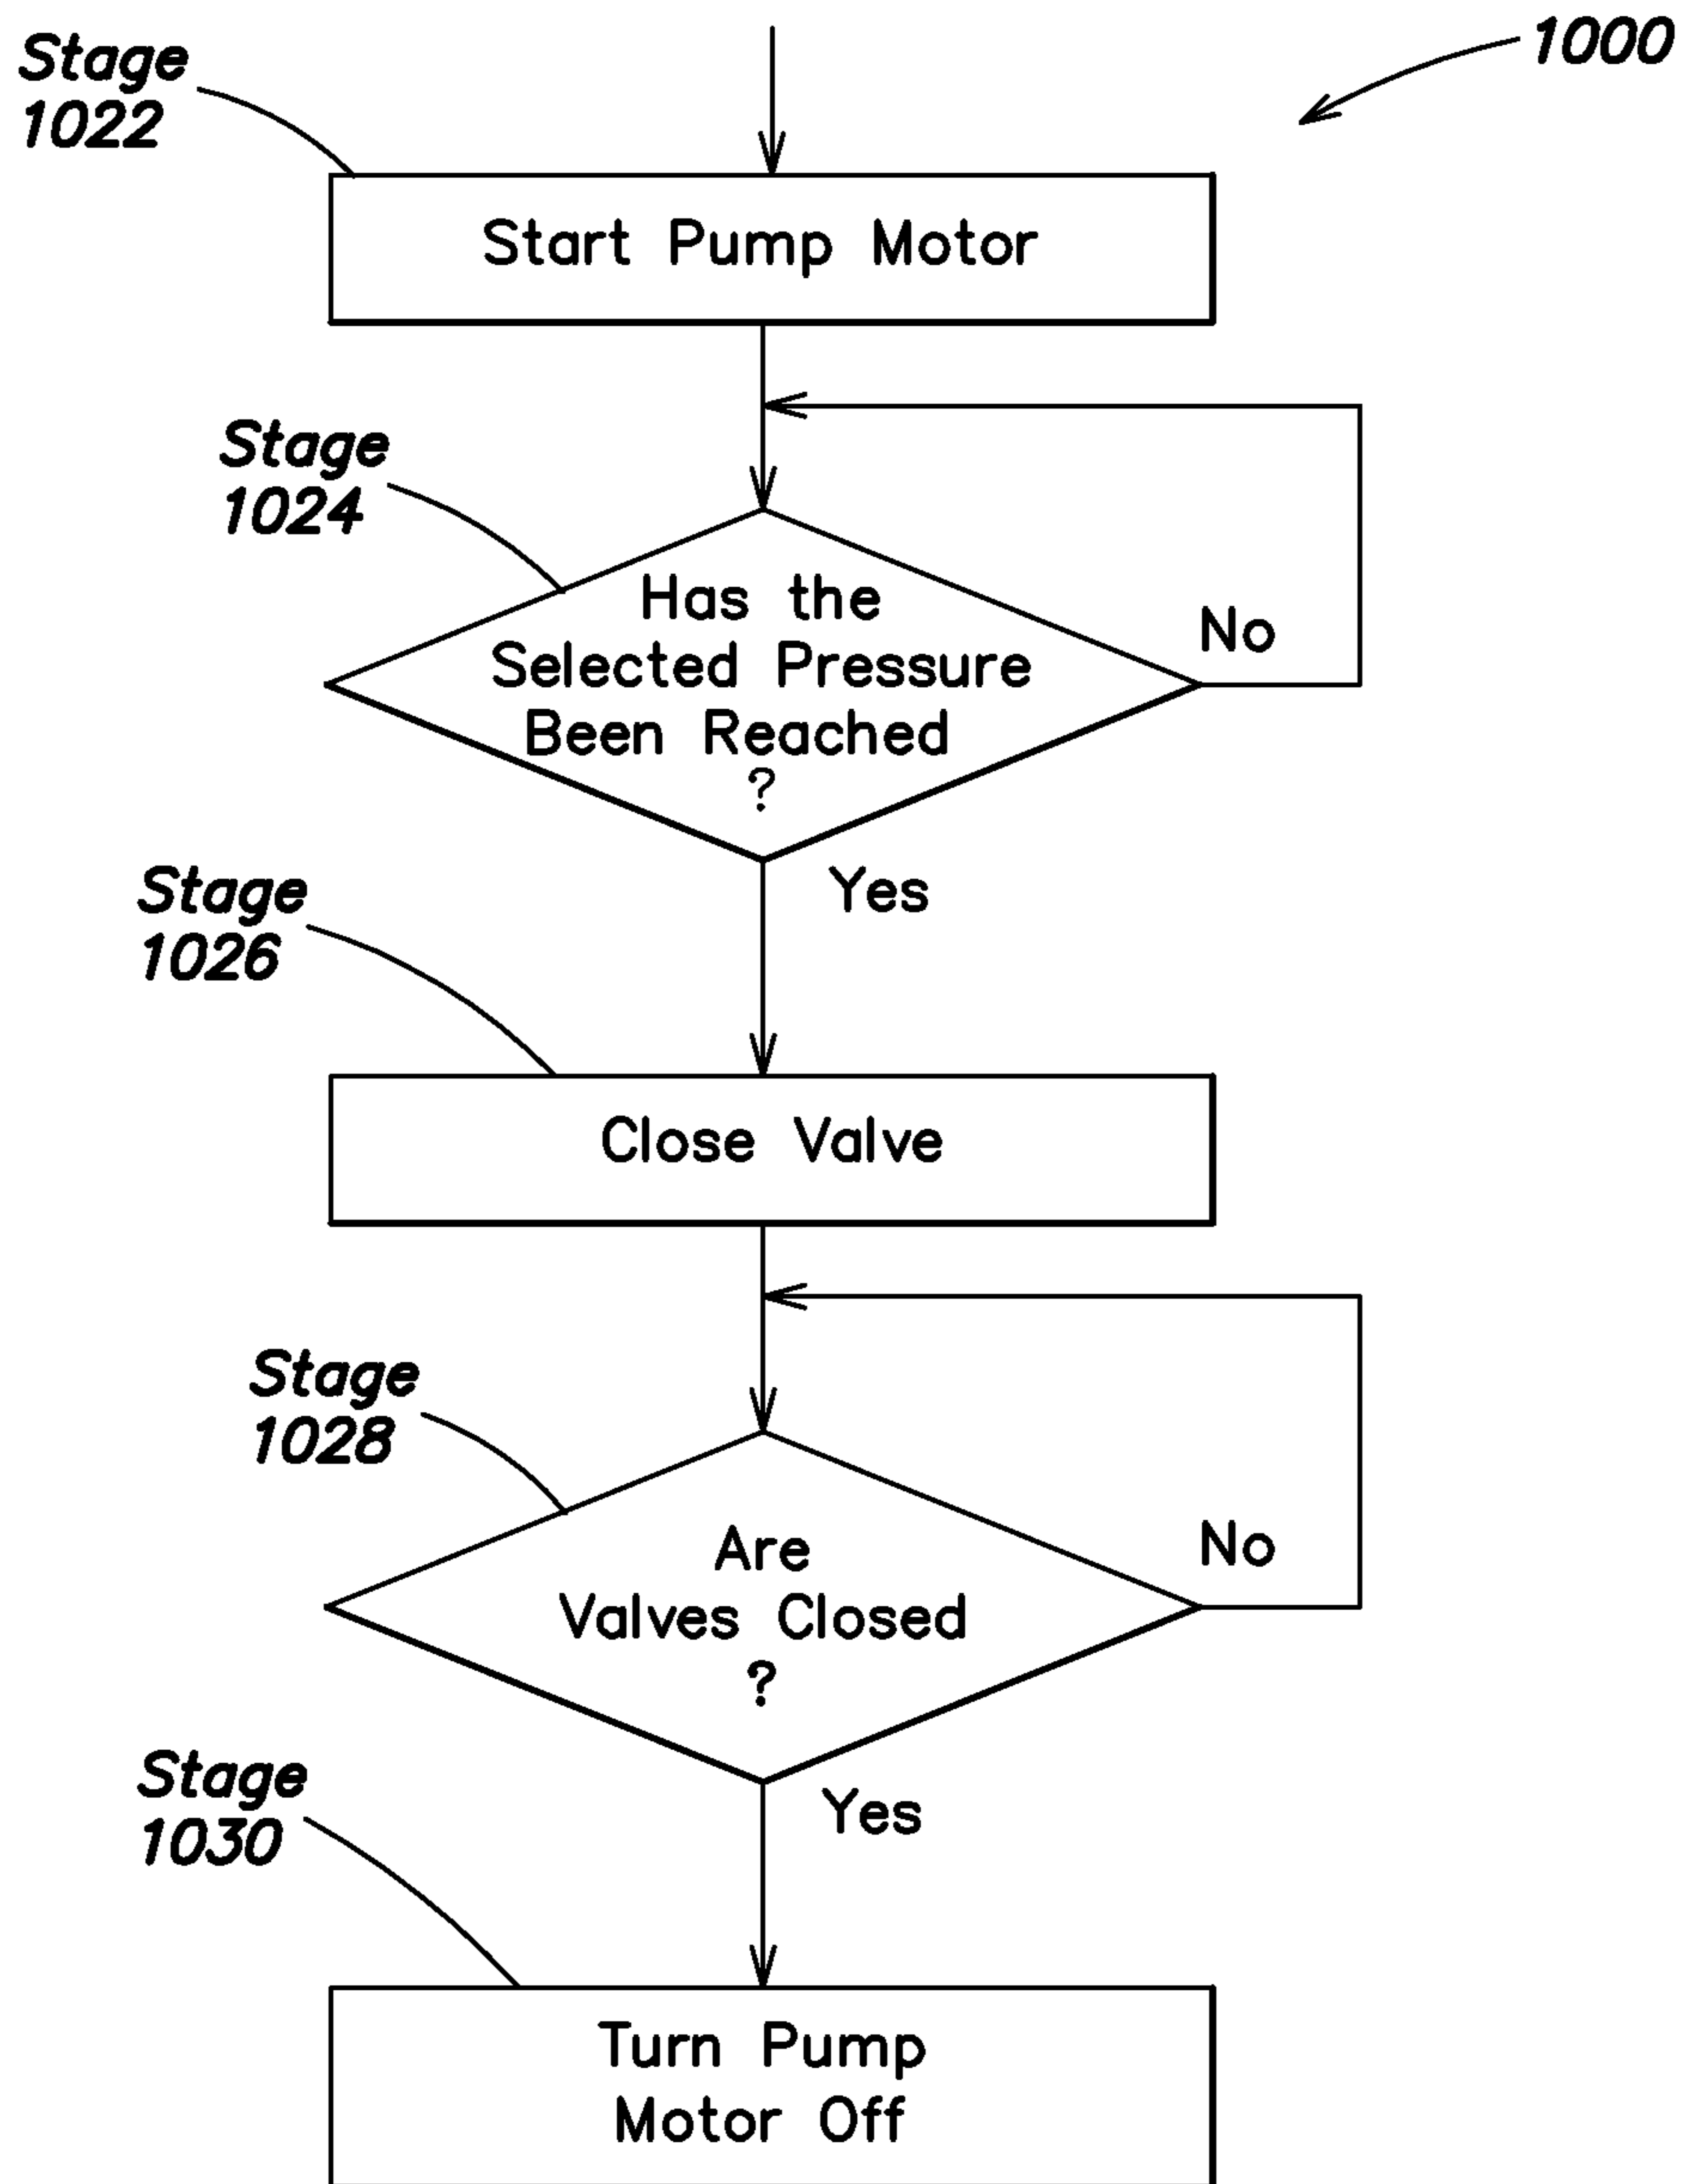 1000
Stage
1022
Start Pump Motor
Stage
1024
Has the
Selected Pressure
Been Reached
?
No
Yes
Stage
1026
Close Valve
Stage
1028
Are
Valves Closed
?
No
Yes
Stage
1030
Turn Pump
Motor Off